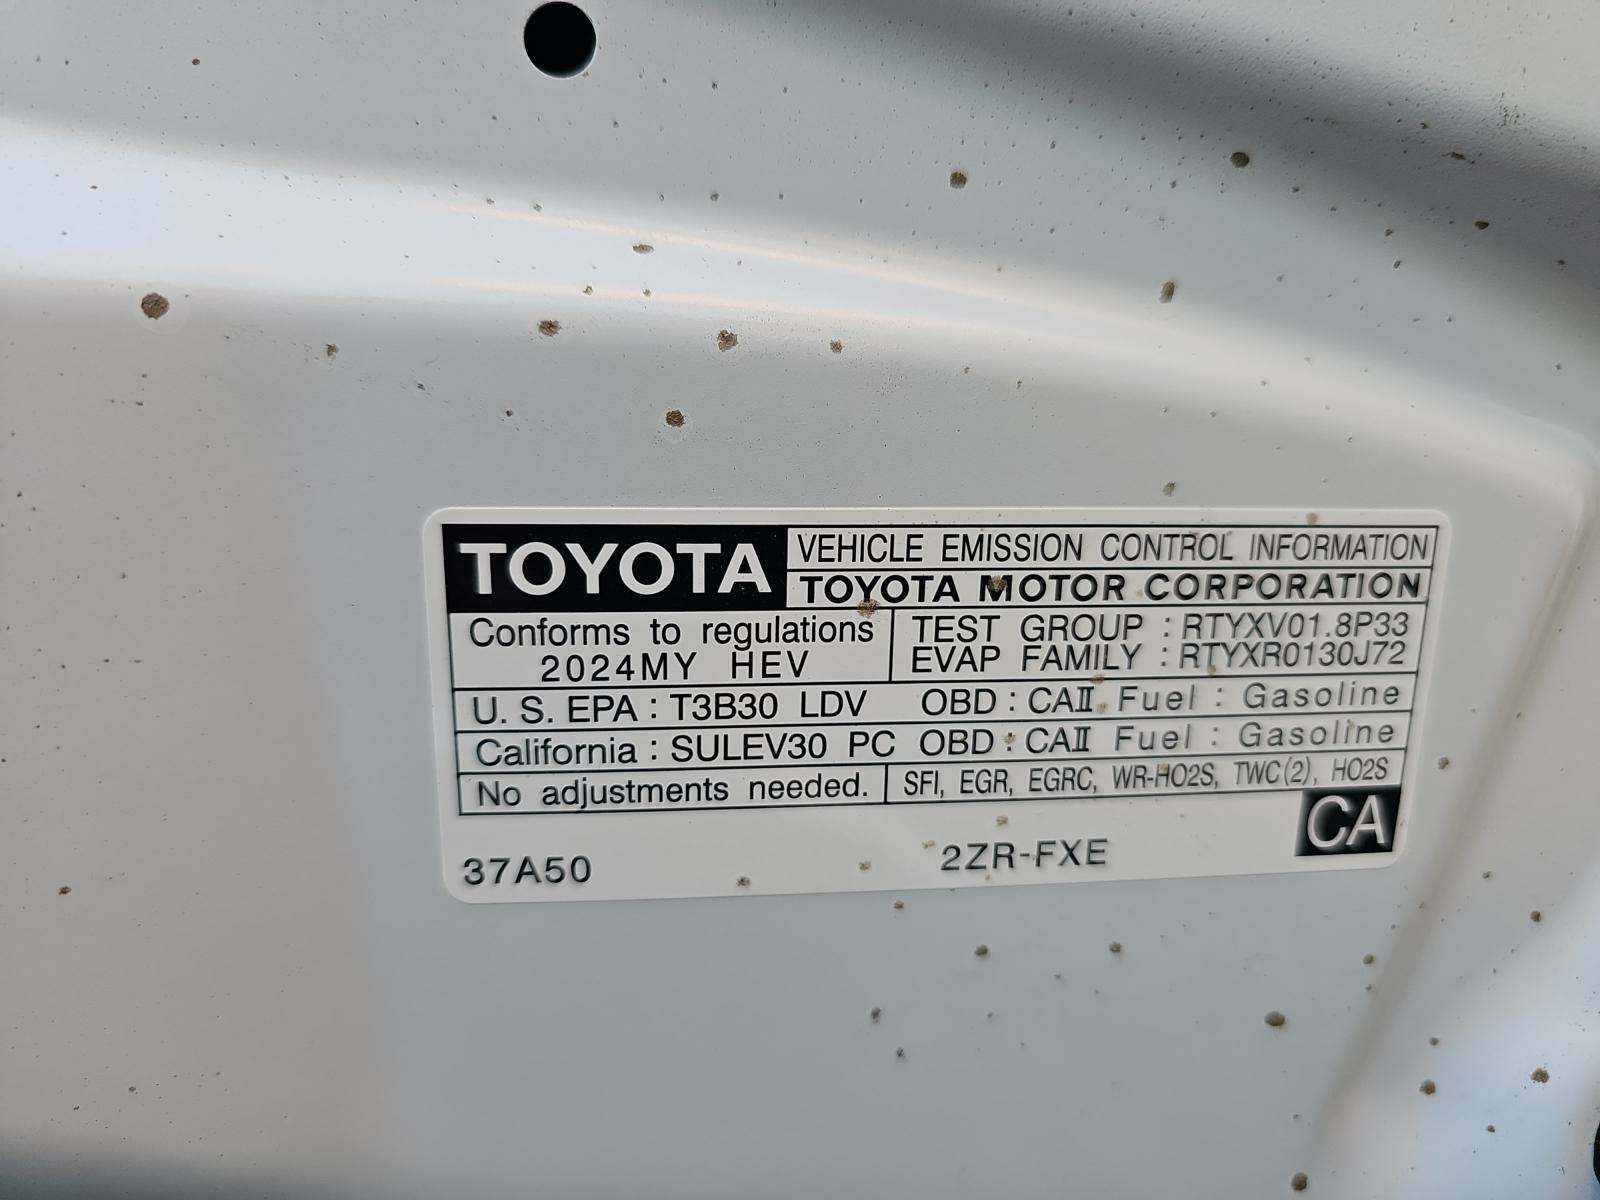 TOYOTA VEHICLE EMISSION CONTROL INFORMATION
TOYOTA MOTOR CORPORATION
Conforms to regulations
2024MY HEV
TEST GROUP : RTYXV01.8P33
EVAP FAMILY : RTYXR0130J72
U. S. EPA : T3B30 LDV OBD : CAⅡ Fuel : Gasoline
California : SULEV30 PC OBD : CAⅡ Fuel : Gasoline
No adjustments needed. SFI, EGR, EGRC, WR-HO2S, TWC(2), HO2S
CA
37A50 2ZR-FXE